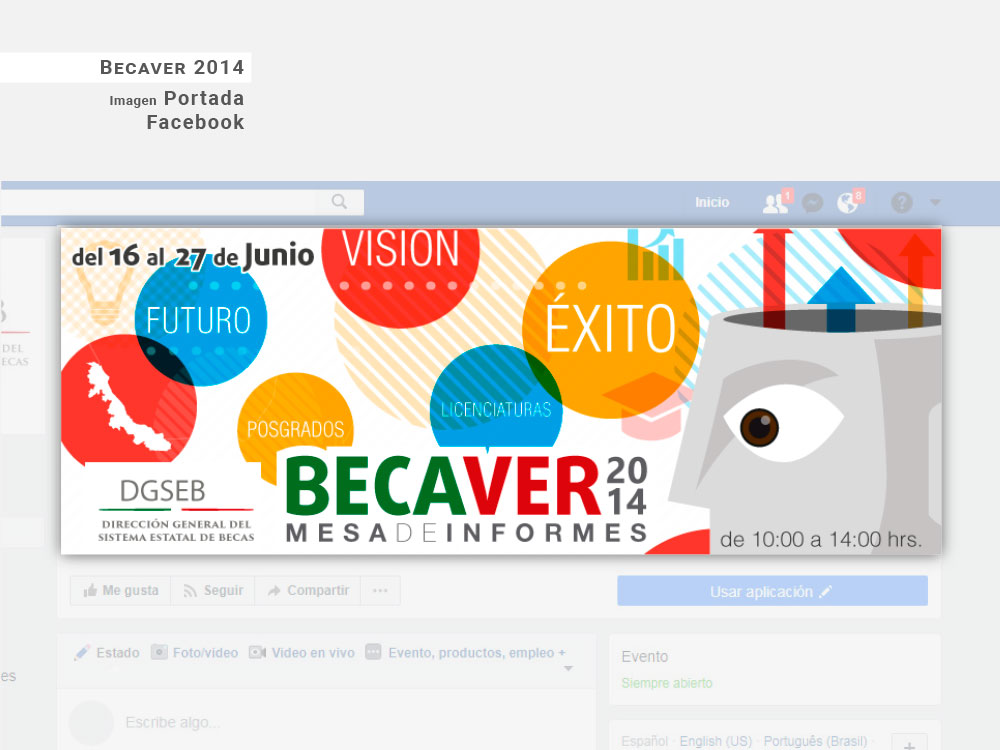 BECAVER 2014
Imagen Portada
Facebook
Inicio
1
8
?
del 16 al 27 de Junio
VISION
FUTURO
ÉXITO
LICENCIATURAS
POSGRADOS
DEL
ECAS
DGSEB
DIRECCIÓN GENERAL DEL
SISTEMA ESTATAL DE BECAS
BECAVER 20
14
MESA DE INFORMES
de 10:00 a 14:00 hrs.
Me gusta
Seguir
Compartir
...
Usar aplicación
Estado
Foto/video
Video en vivo
Evento, productos, empleo +
Evento
Siempre abierto
es
Escribe algo...
Español · English (US) · Português (Brasil) ·
+